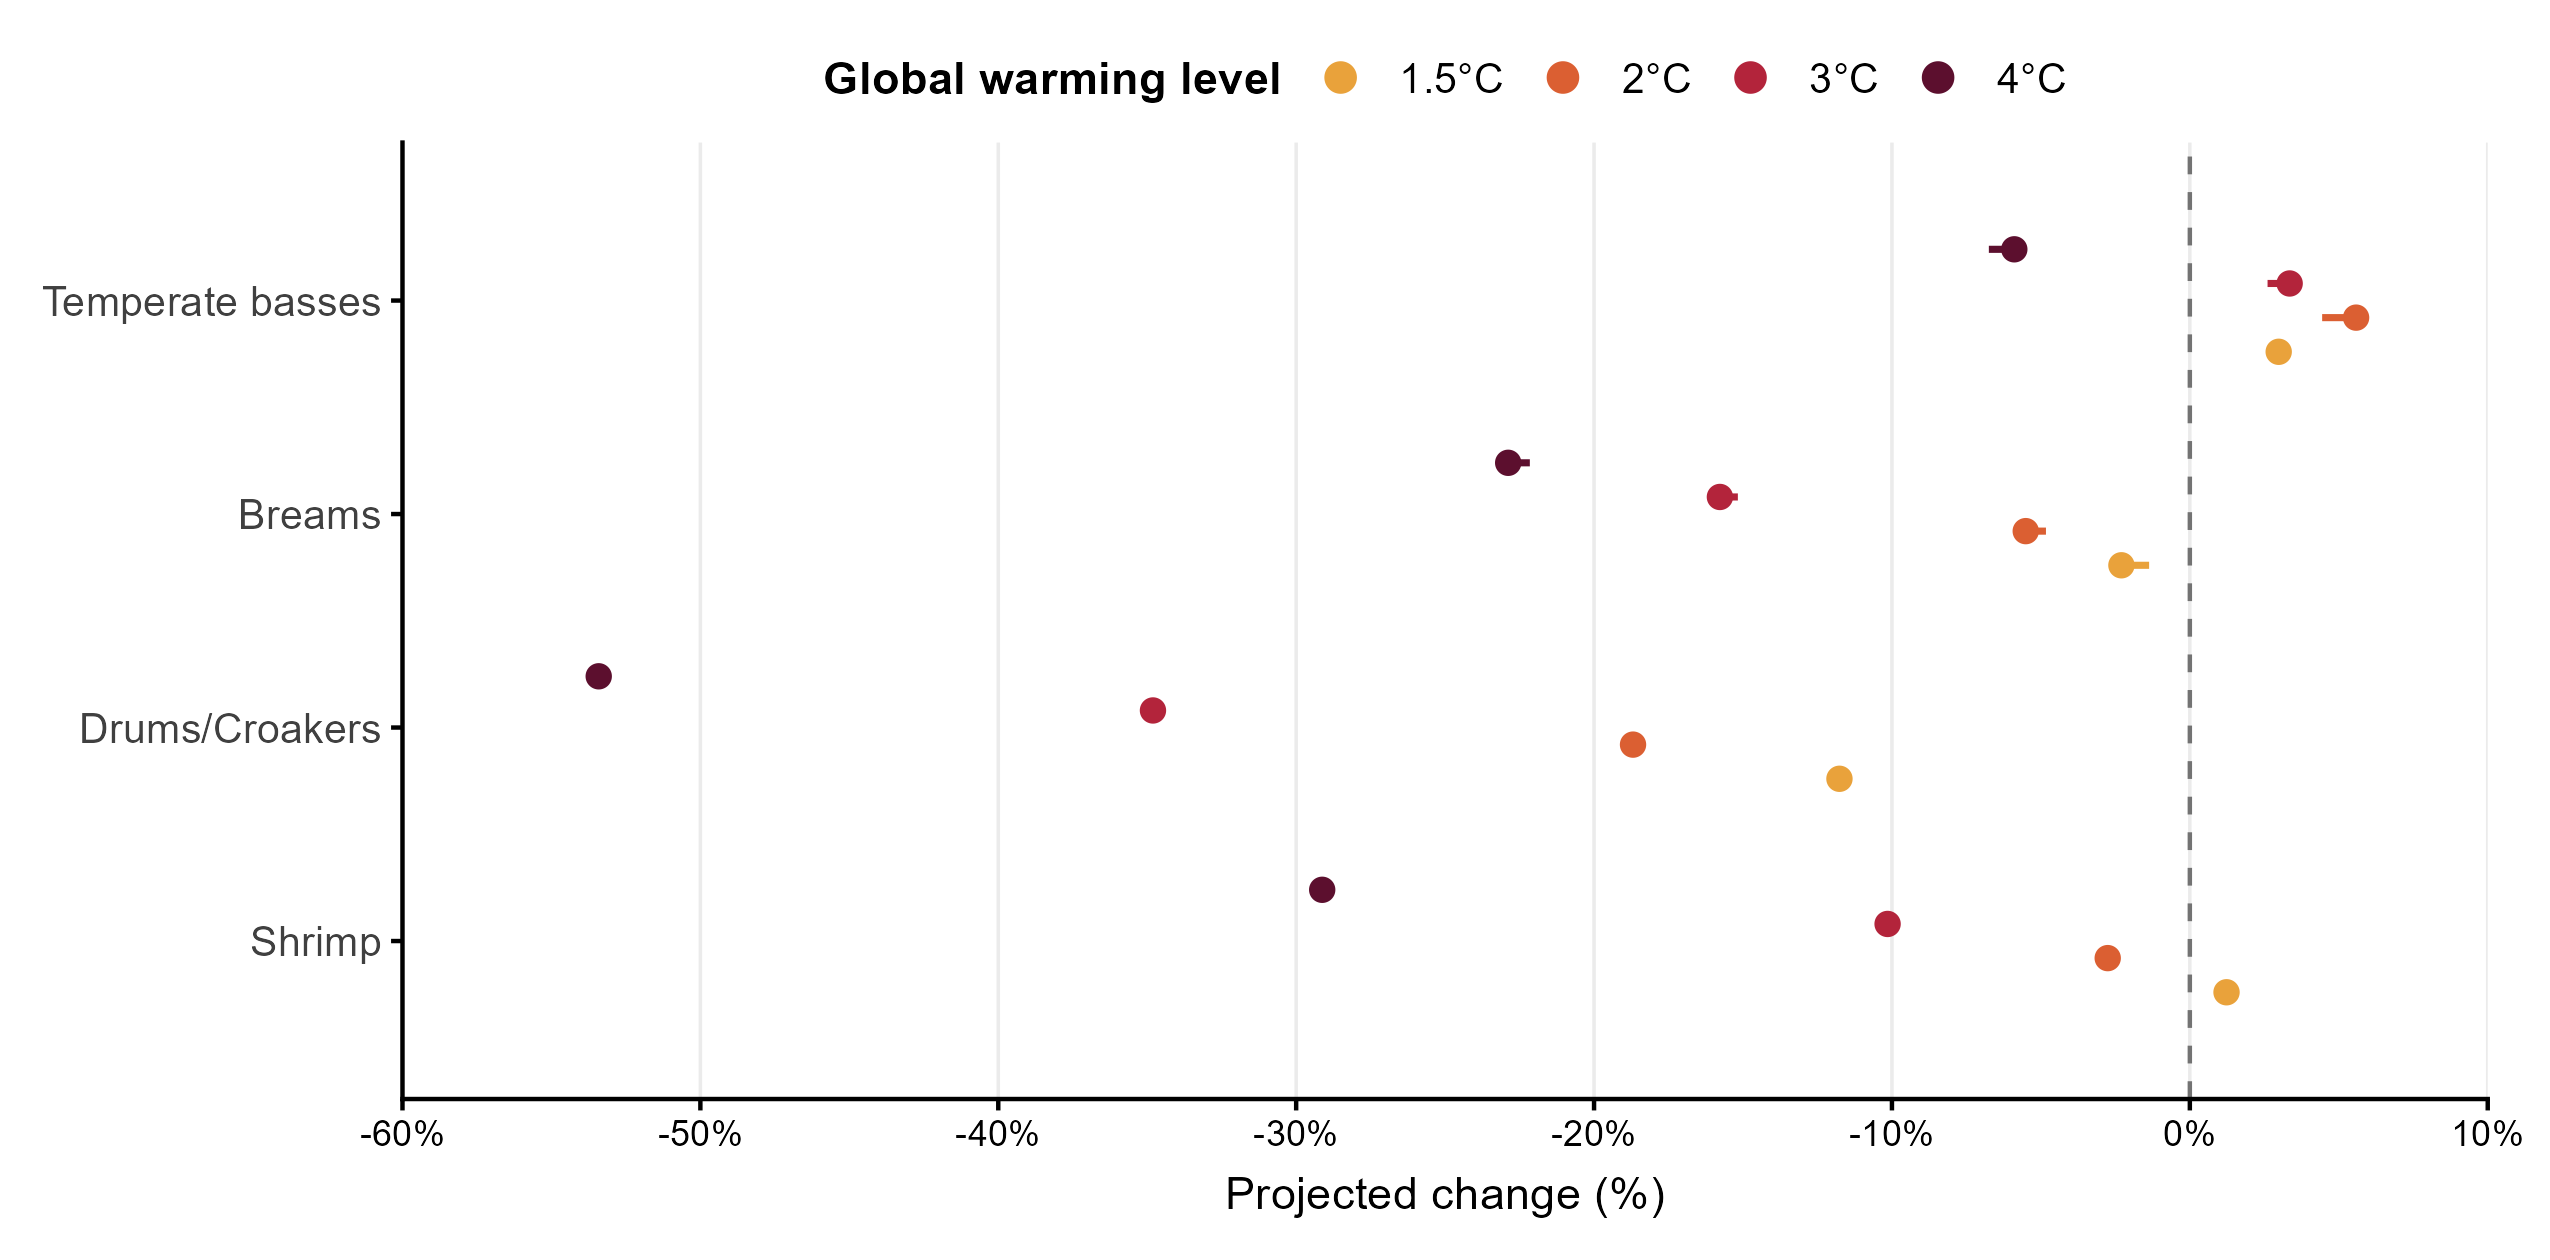 Global warming level 1.5°C 2°C 3°C 4°C
Temperate basses
Breams
Drums/Croakers
Shrimp
-60% -50% -40% -30% -20% -10% 0% 10%
Projected change (%)